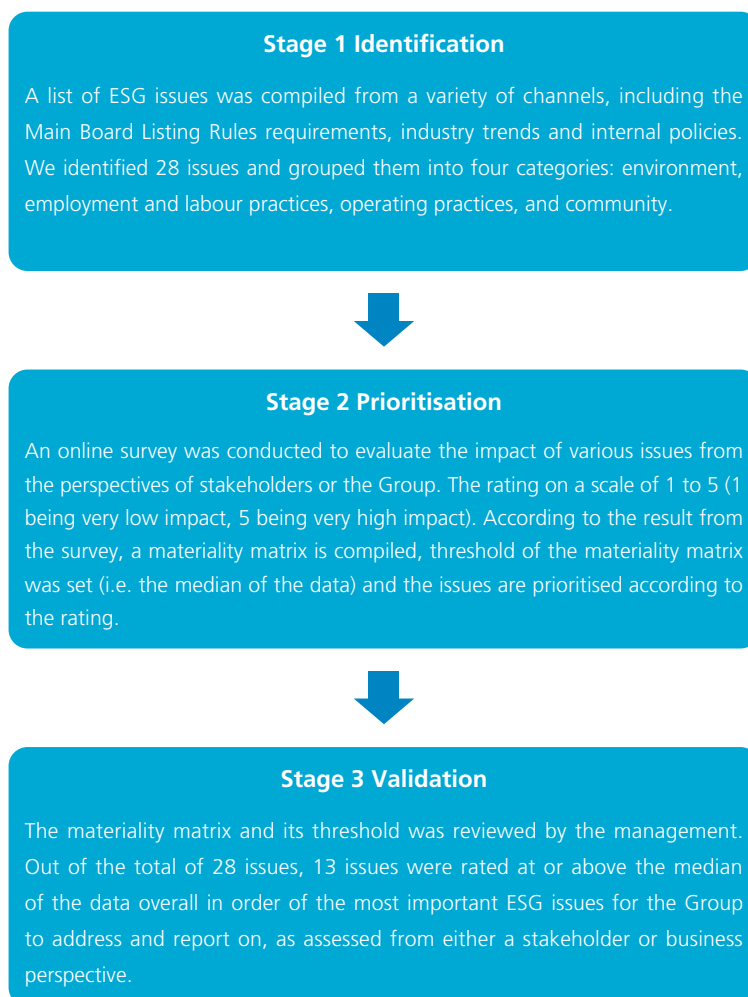 Stage 1 Identification
A list of ESG issues was compiled from a variety of channels, including the
Main Board Listing Rules requirements, industry trends and internal policies.
We identified 28 issues and grouped them into four categories: environment,
employment and labour practices, operating practices, and community.
Stage 2 Prioritisation
An online survey was conducted to evaluate the impact of various issues from
the perspectives of stakeholders or the Group. The rating on a scale of 1 to 5 (1
being very low impact, 5 being very high impact). According to the result from
the survey, a materiality matrix is compiled, threshold of the materiality matrix
was set (i.e. the median of the data) and the issues are prioritised according to
the rating.
Stage 3 Validation
The materiality matrix and its threshold was reviewed by the management.
Out of the total of 28 issues, 13 issues were rated at or above the median
of the data overall in order of the most important ESG issues for the Group
to address and report on, as assessed from either a stakeholder or business
perspective.